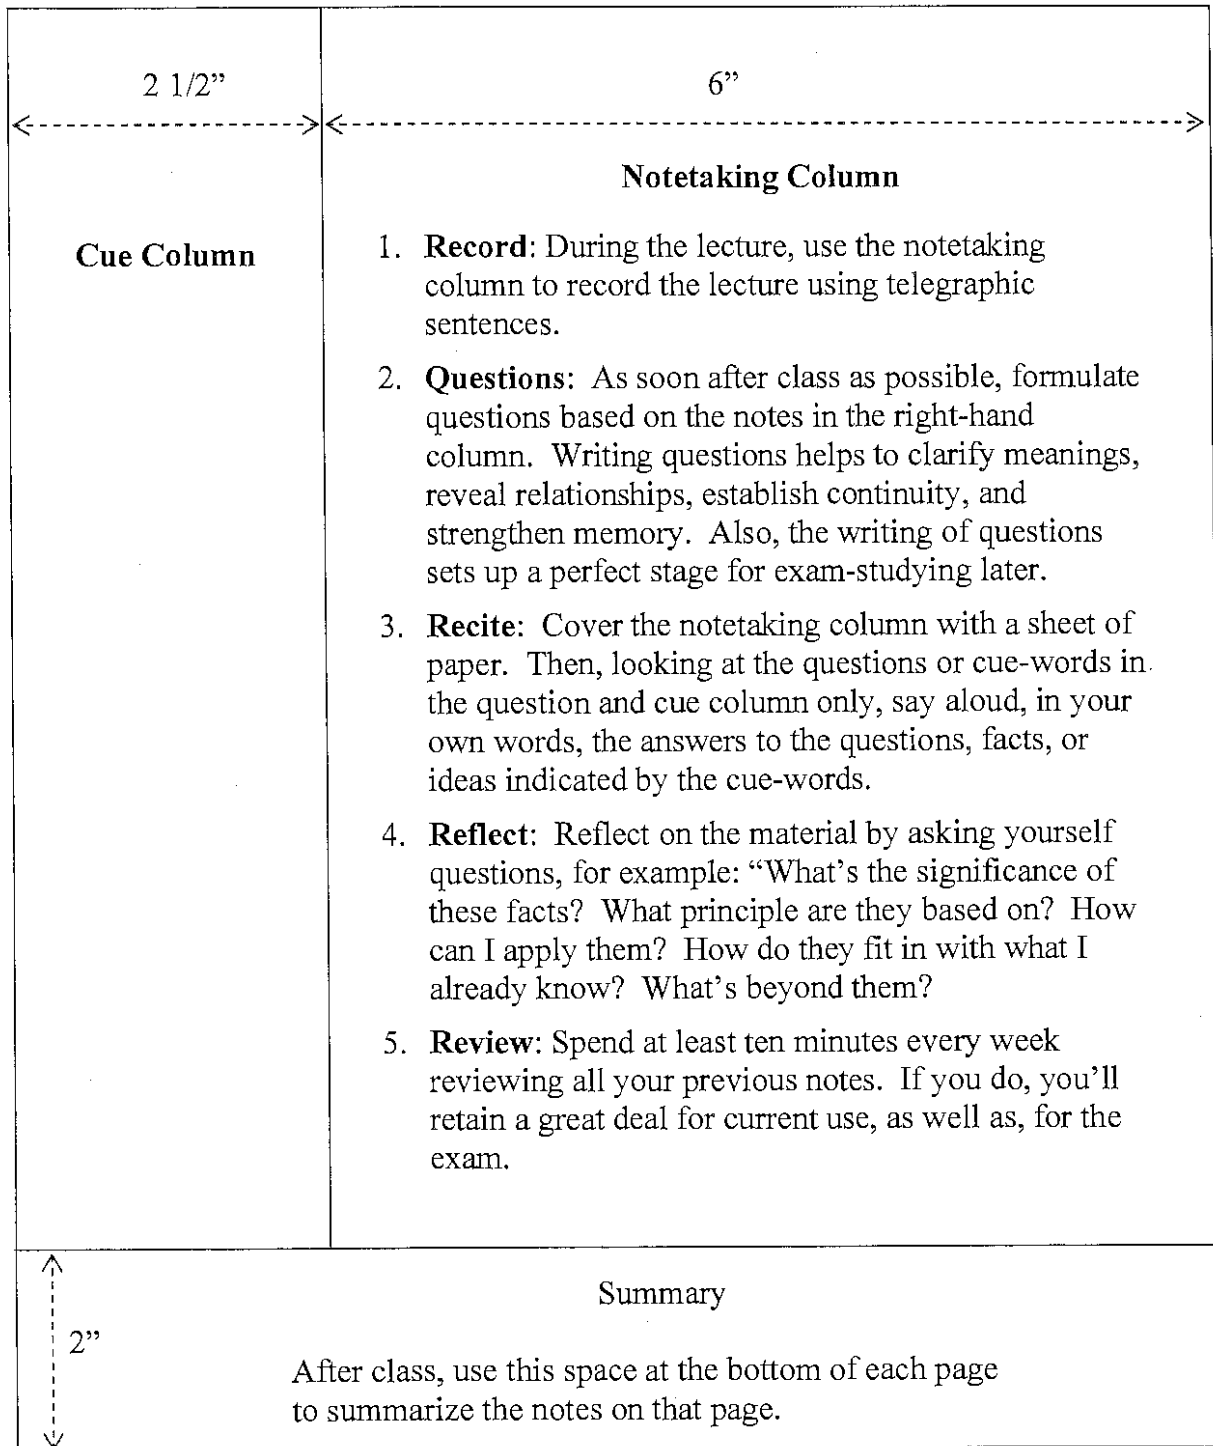 2 1/2”
6”
Notetaking Column
Cue Column
1. Record: During the lecture, use the notetaking
column to record the lecture using telegraphic
sentences.
2. Questions: As soon after class as possible, formulate
questions based on the notes in the right-hand
column. Writing questions helps to clarify meanings,
reveal relationships, establish continuity, and
strengthen memory. Also, the writing of questions
sets up a perfect stage for exam-studying later.
3. Recite: Cover the notetaking column with a sheet of
paper. Then, looking at the questions or cue-words in
the question and cue column only, say aloud, in your
own words, the answers to the questions, facts, or
ideas indicated by the cue-words.
4. Reflect: Reflect on the material by asking yourself
questions, for example: “What’s the significance of
these facts? What principle are they based on? How
can I apply them? How do they fit in with what I
already know? What’s beyond them?
5. Review: Spend at least ten minutes every week
reviewing all your previous notes. If you do, you’ll
retain a great deal for current use, as well as, for the
exam.
Summary
2”
After class, use this space at the bottom of each page
to summarize the notes on that page.